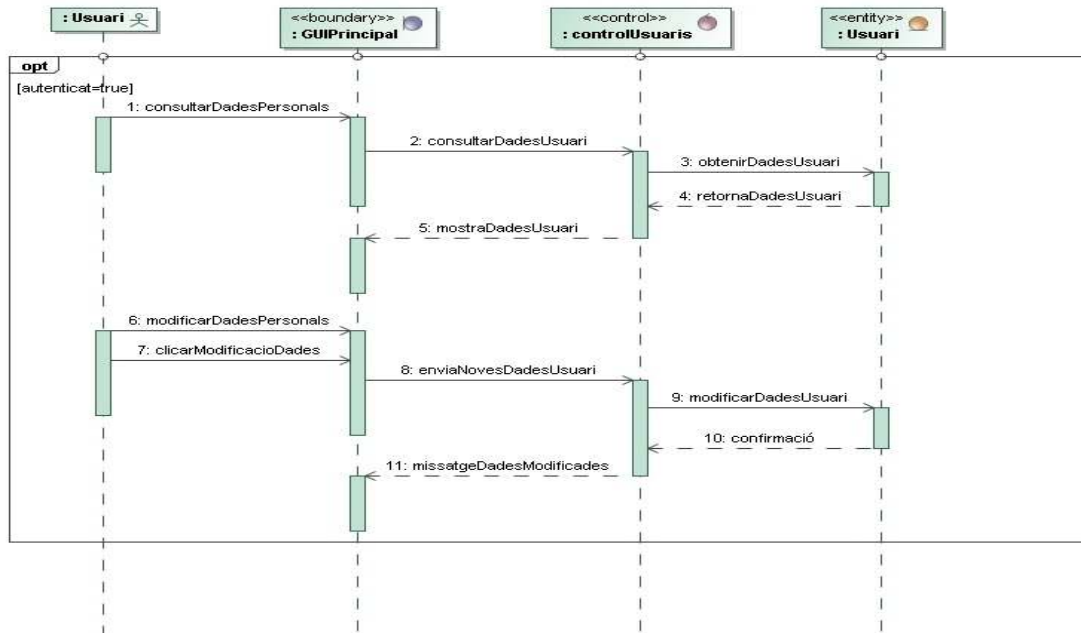 : Usuari
<<boundary>>
: GUIPrincipal
<<control>>
: controlUsuaris
<<entity>>
: Usuari
opt
[autenticat=true]
1: consultarDadesPersonals
2: consultarDadesUsuari
3: obtenirDadesUsuari
4: retornaDadesUsuari
5: mostraDadesUsuari
6: modificarDadesPersonals
7: clicarModificacioDades
8: enviaNovesDadesUsuari
9: modificarDadesUsuari
10: confirmació
11: missatgeDadesModificades